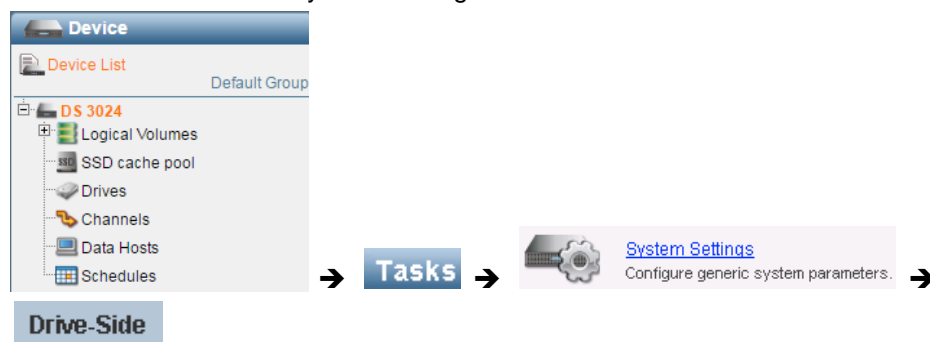 Device
Device List
Default Group
DS 3024
Logical Volumes
SSD cache pool
Drives
Channels
Data Hosts
Schedules
→ Tasks → System Settings
Configure generic system parameters. →
Drive-Side